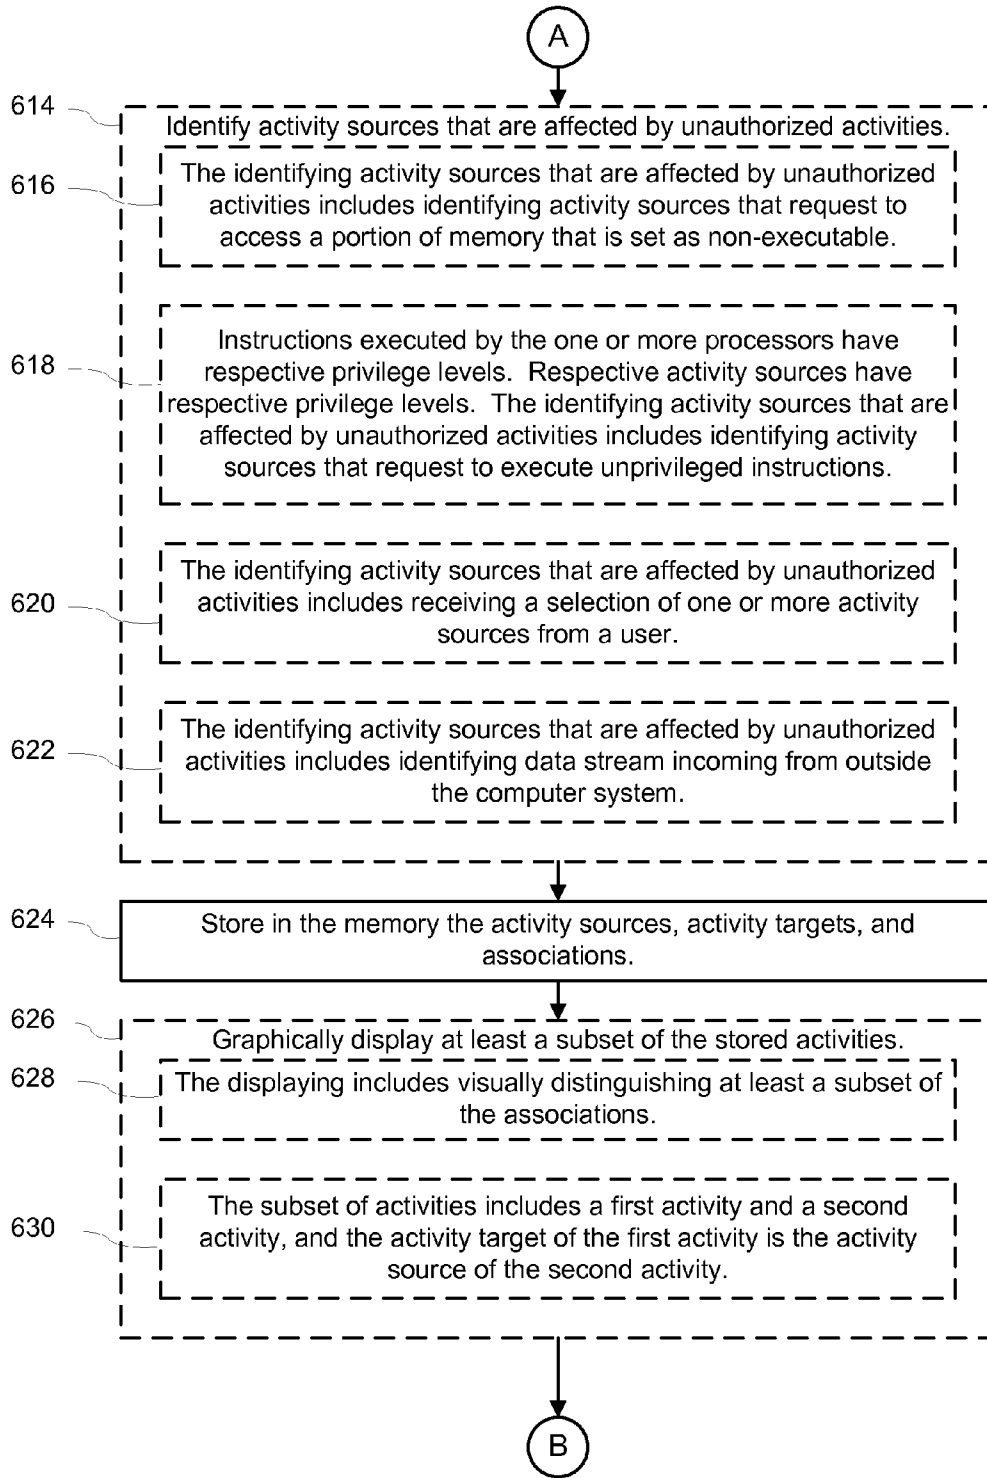 A
614
Identify activity sources that are affected by unauthorized activities.
616
The identifying activity sources that are affected by unauthorized
activities includes identifying activity sources that request to
access a portion of memory that is set as non-executable.
618
Instructions executed by the one or more processors have
respective privilege levels.  Respective activity sources have
respective privilege levels.  The identifying activity sources that are
affected by unauthorized activities includes identifying activity
sources that request to execute unprivileged instructions.
620
The identifying activity sources that are affected by unauthorized
activities includes receiving a selection of one or more activity
sources from a user.
622
The identifying activity sources that are affected by unauthorized
activities includes identifying data stream incoming from outside
the computer system.
624
Store in the memory the activity sources, activity targets, and
associations.
626
Graphically display at least a subset of the stored activities.
628
The displaying includes visually distinguishing at least a subset of
the associations.
630
The subset of activities includes a first activity and a second
activity, and the activity target of the first activity is the activity
source of the second activity.
B